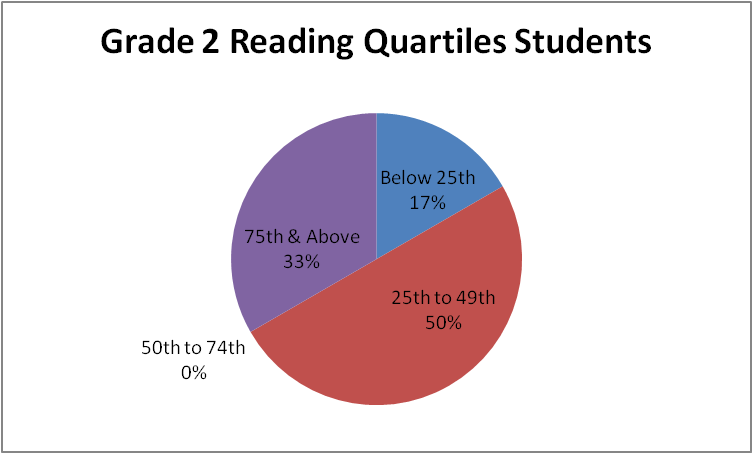 Grade 2 Reading Quartiles Students
Below 25th
17%
25th to 49th
50%
50th to 74th
0%
75th & Above
33%